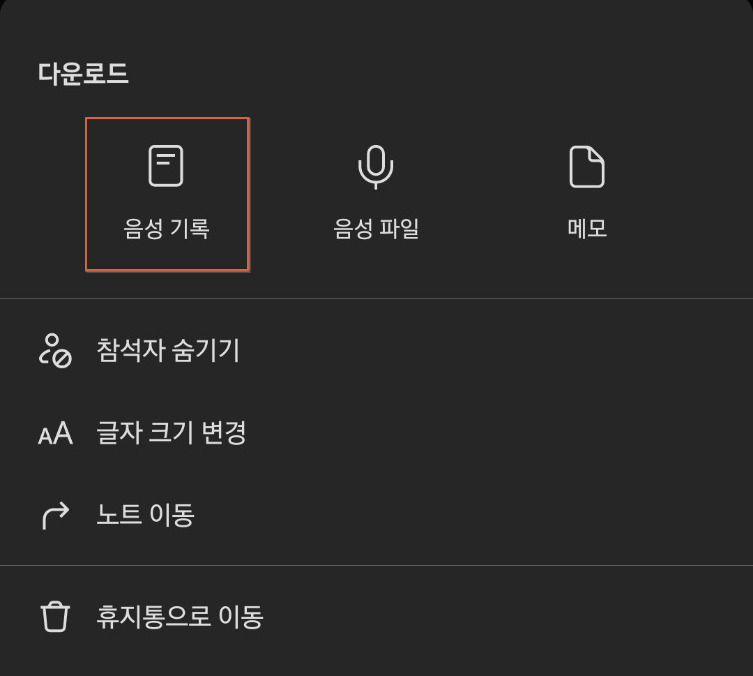 다운로드
음성 기록
음성 파일
메모
참석자 숨기기
AA 글자 크기 변경
노트 이동
휴지통으로 이동